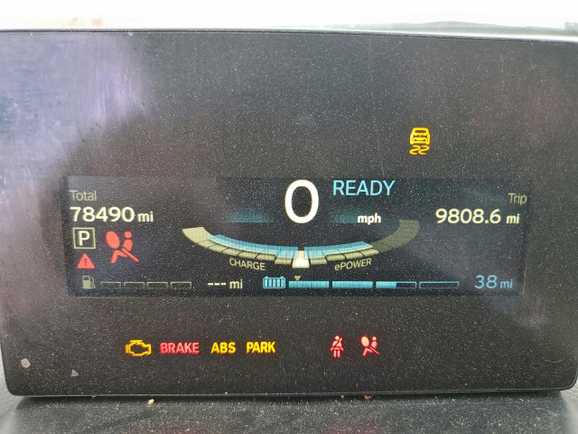 0 READY
mph
Total
78490 mi
Trip
9808.6 mi
P
CHARGE
ePOWER
--- mi
38 mi
BRAKE ABS PARK